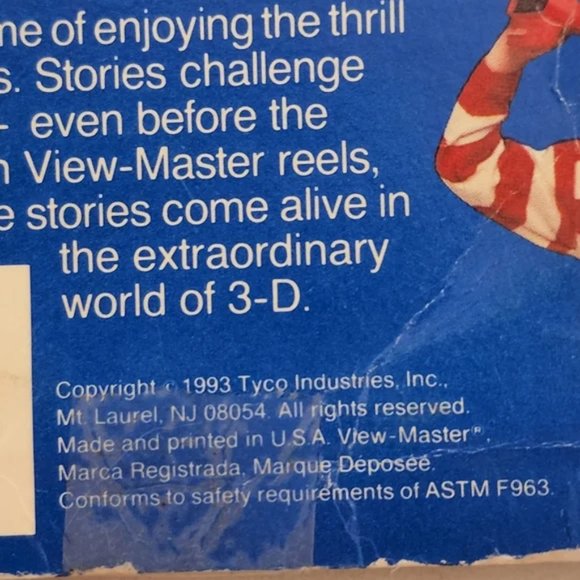 me of enjoying the thrill
s. Stories challenge
- even before the
View-Master reels,
e stories come alive in
the extraordinary
world of 3-D.
Copyright © 1993 Tyco Industries, Inc.,
Mt. Laurel, NJ 08054. All rights reserved.
Made and printed in U.S.A. View-Master®.
Marca Registrada, Marque Deposée.
Conforms to safety requirements of ASTM F963.